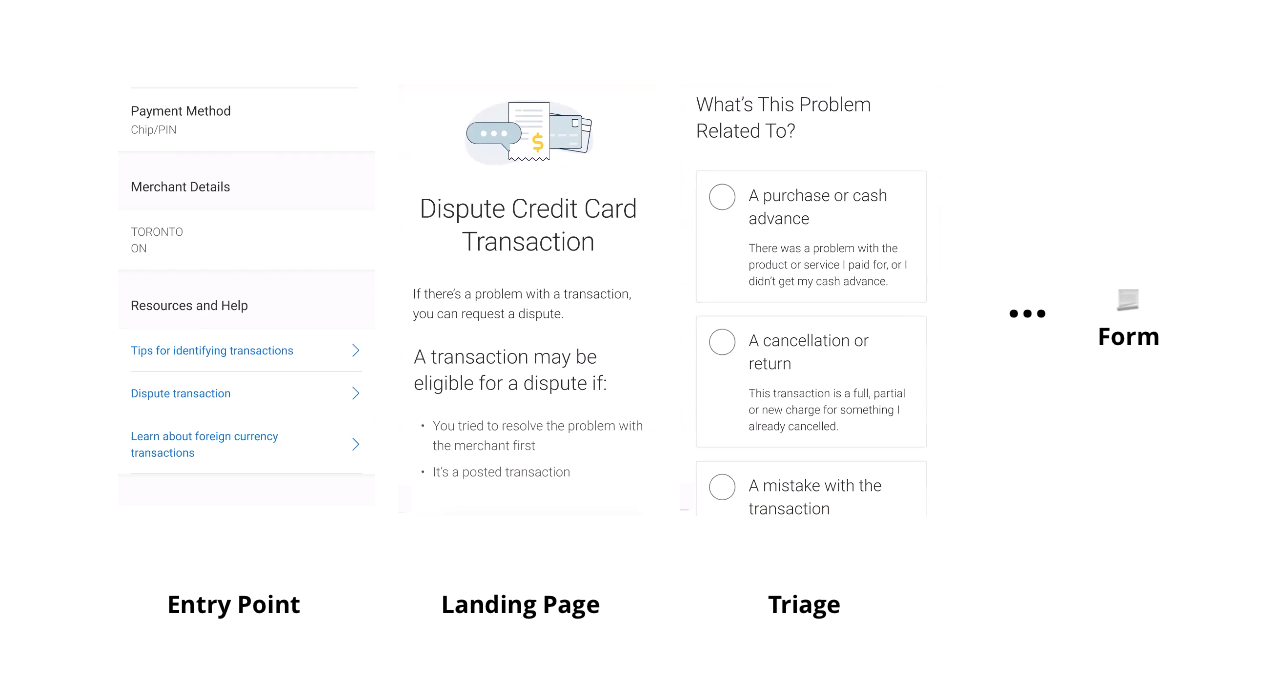 Payment Method
Chip/PIN
Merchant Details
TORONTO
ON
Resources and Help
Tips for identifying transactions
Dispute transaction
Learn about foreign currency
transactions
Entry Point
$
Dispute Credit Card
Transaction
If there's a problem with a transaction,
you can request a dispute.
A transaction may be
eligible for a dispute if:
• You tried to resolve the problem with
the merchant first
• It's a posted transaction
Landing Page
What's This Problem
Related To?
A purchase or cash
advance
There was a problem with the
product or service I paid for, or I
didn't get my cash advance.
A cancellation or
return
This transaction is a full, partial
or new charge for something I
already cancelled.
A mistake with the
transaction
Triage
•••
Form